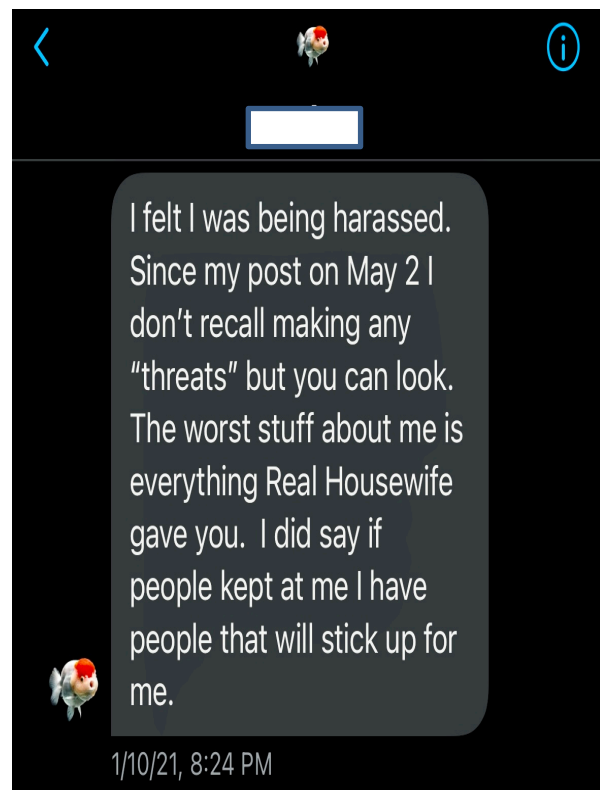 I felt I was being harassed.
Since my post on May 2 I
don’t recall making any
“threats” but you can look.
The worst stuff about me is
everything Real Housewife
gave you.  I did say if
people kept at me I have
people that will stick up for
me.
1/10/21, 8:24 PM